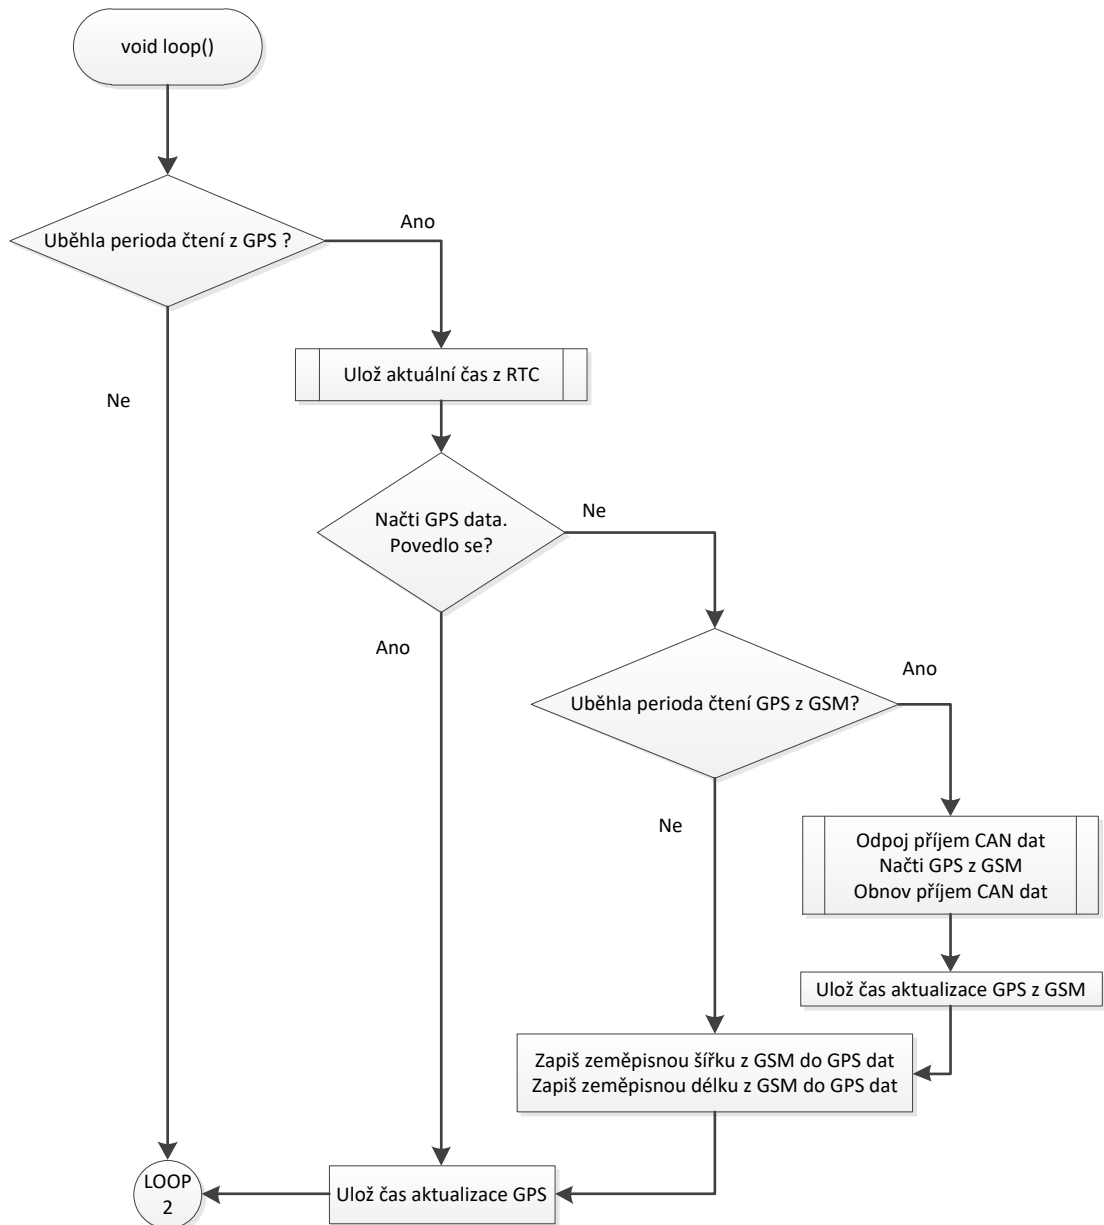 void loop()
Ano
Uběhla perioda čtení z GPS ?
Ulož aktuální čas z RTC
Ne
Ne
Načti GPS data.
Povedlo se?
Ano
Ano
Uběhla perioda čtení GPS z GSM?
Ne
Odpoj příjem CAN dat
Načti GPS z GSM
Obnov příjem CAN dat
Ulož čas aktualizace GPS z GSM
Zapiš zeměpisnou šířku z GSM do GPS dat
Zapiš zeměpisnou délku z GSM do GPS dat
LOOP
2
Ulož čas aktualizace GPS